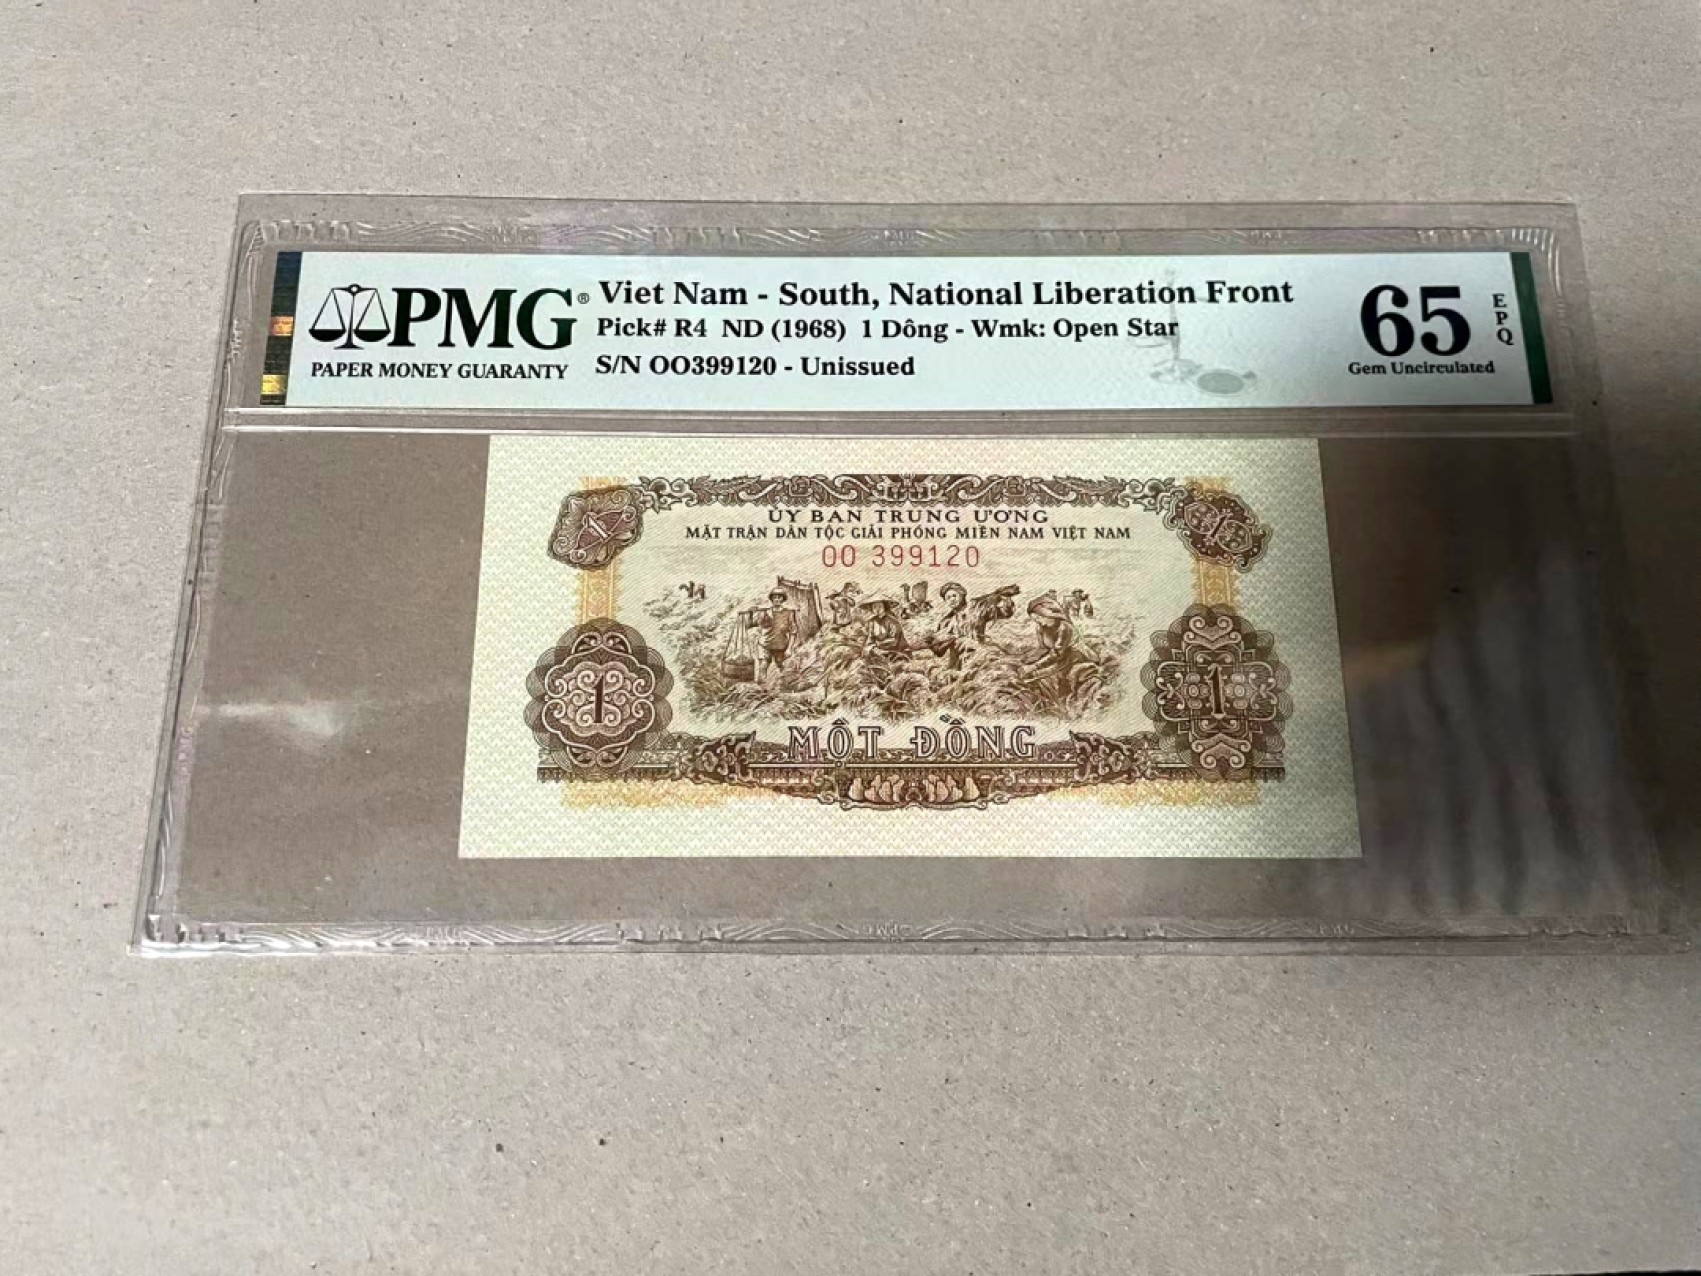 PMG®
PAPER MONEY GUARANTY
Viet Nam - South, National Liberation Front
Pick# R4 ND (1968) 1 Dông - Wmk: Open Star
S/N OO399120 - Unissued
65
EPQ
Gem Uncirculated
ỦY BAN TRUNG ƯƠNG
MẶT TRẬN DÂN TỘC GIẢI PHÓNG MIỀN NAM VIỆT NAM
OO 399120
1
1
1
1
MỘT ĐỒNG